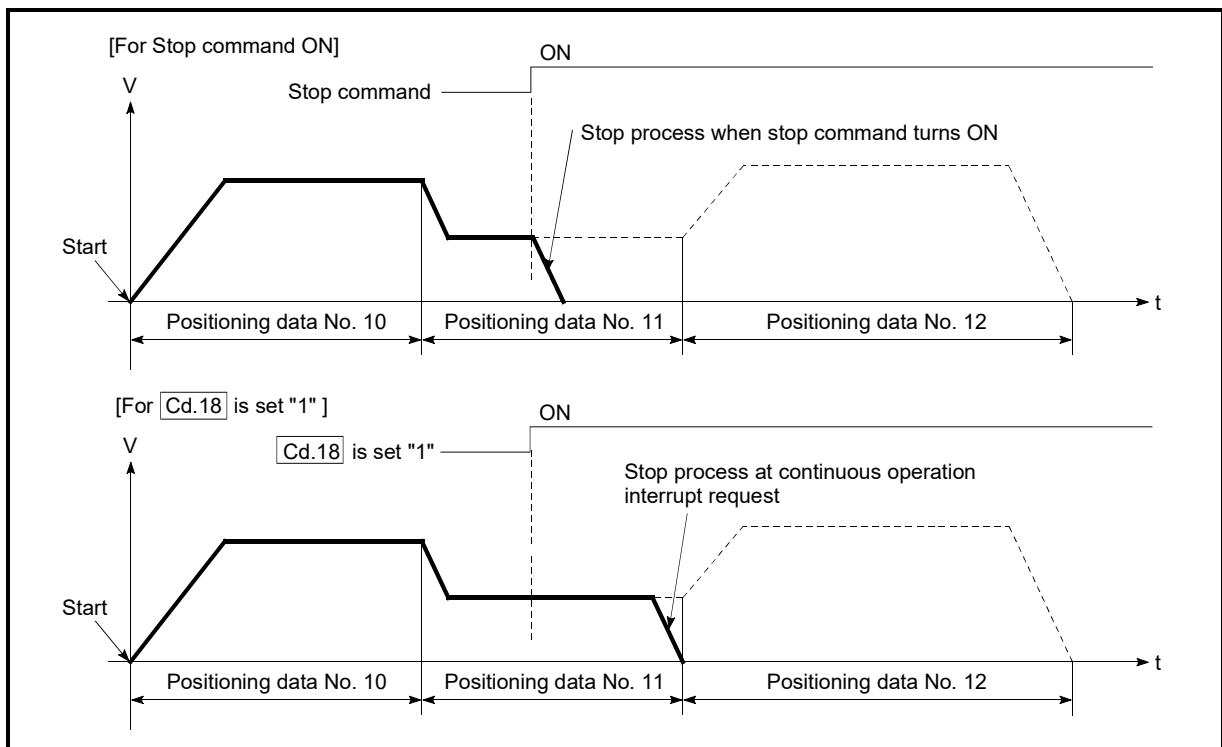 [For Stop command ON]
ON
V
Stop command
Stop process when stop command turns ON
Start
t
Positioning data No. 10
Positioning data No. 11
Positioning data No. 12
[For Cd.18 is set "1" ]
ON
V
Cd.18 is set "1"
Stop process at continuous operation
interrupt request
Start
t
Positioning data No. 10
Positioning data No. 11
Positioning data No. 12